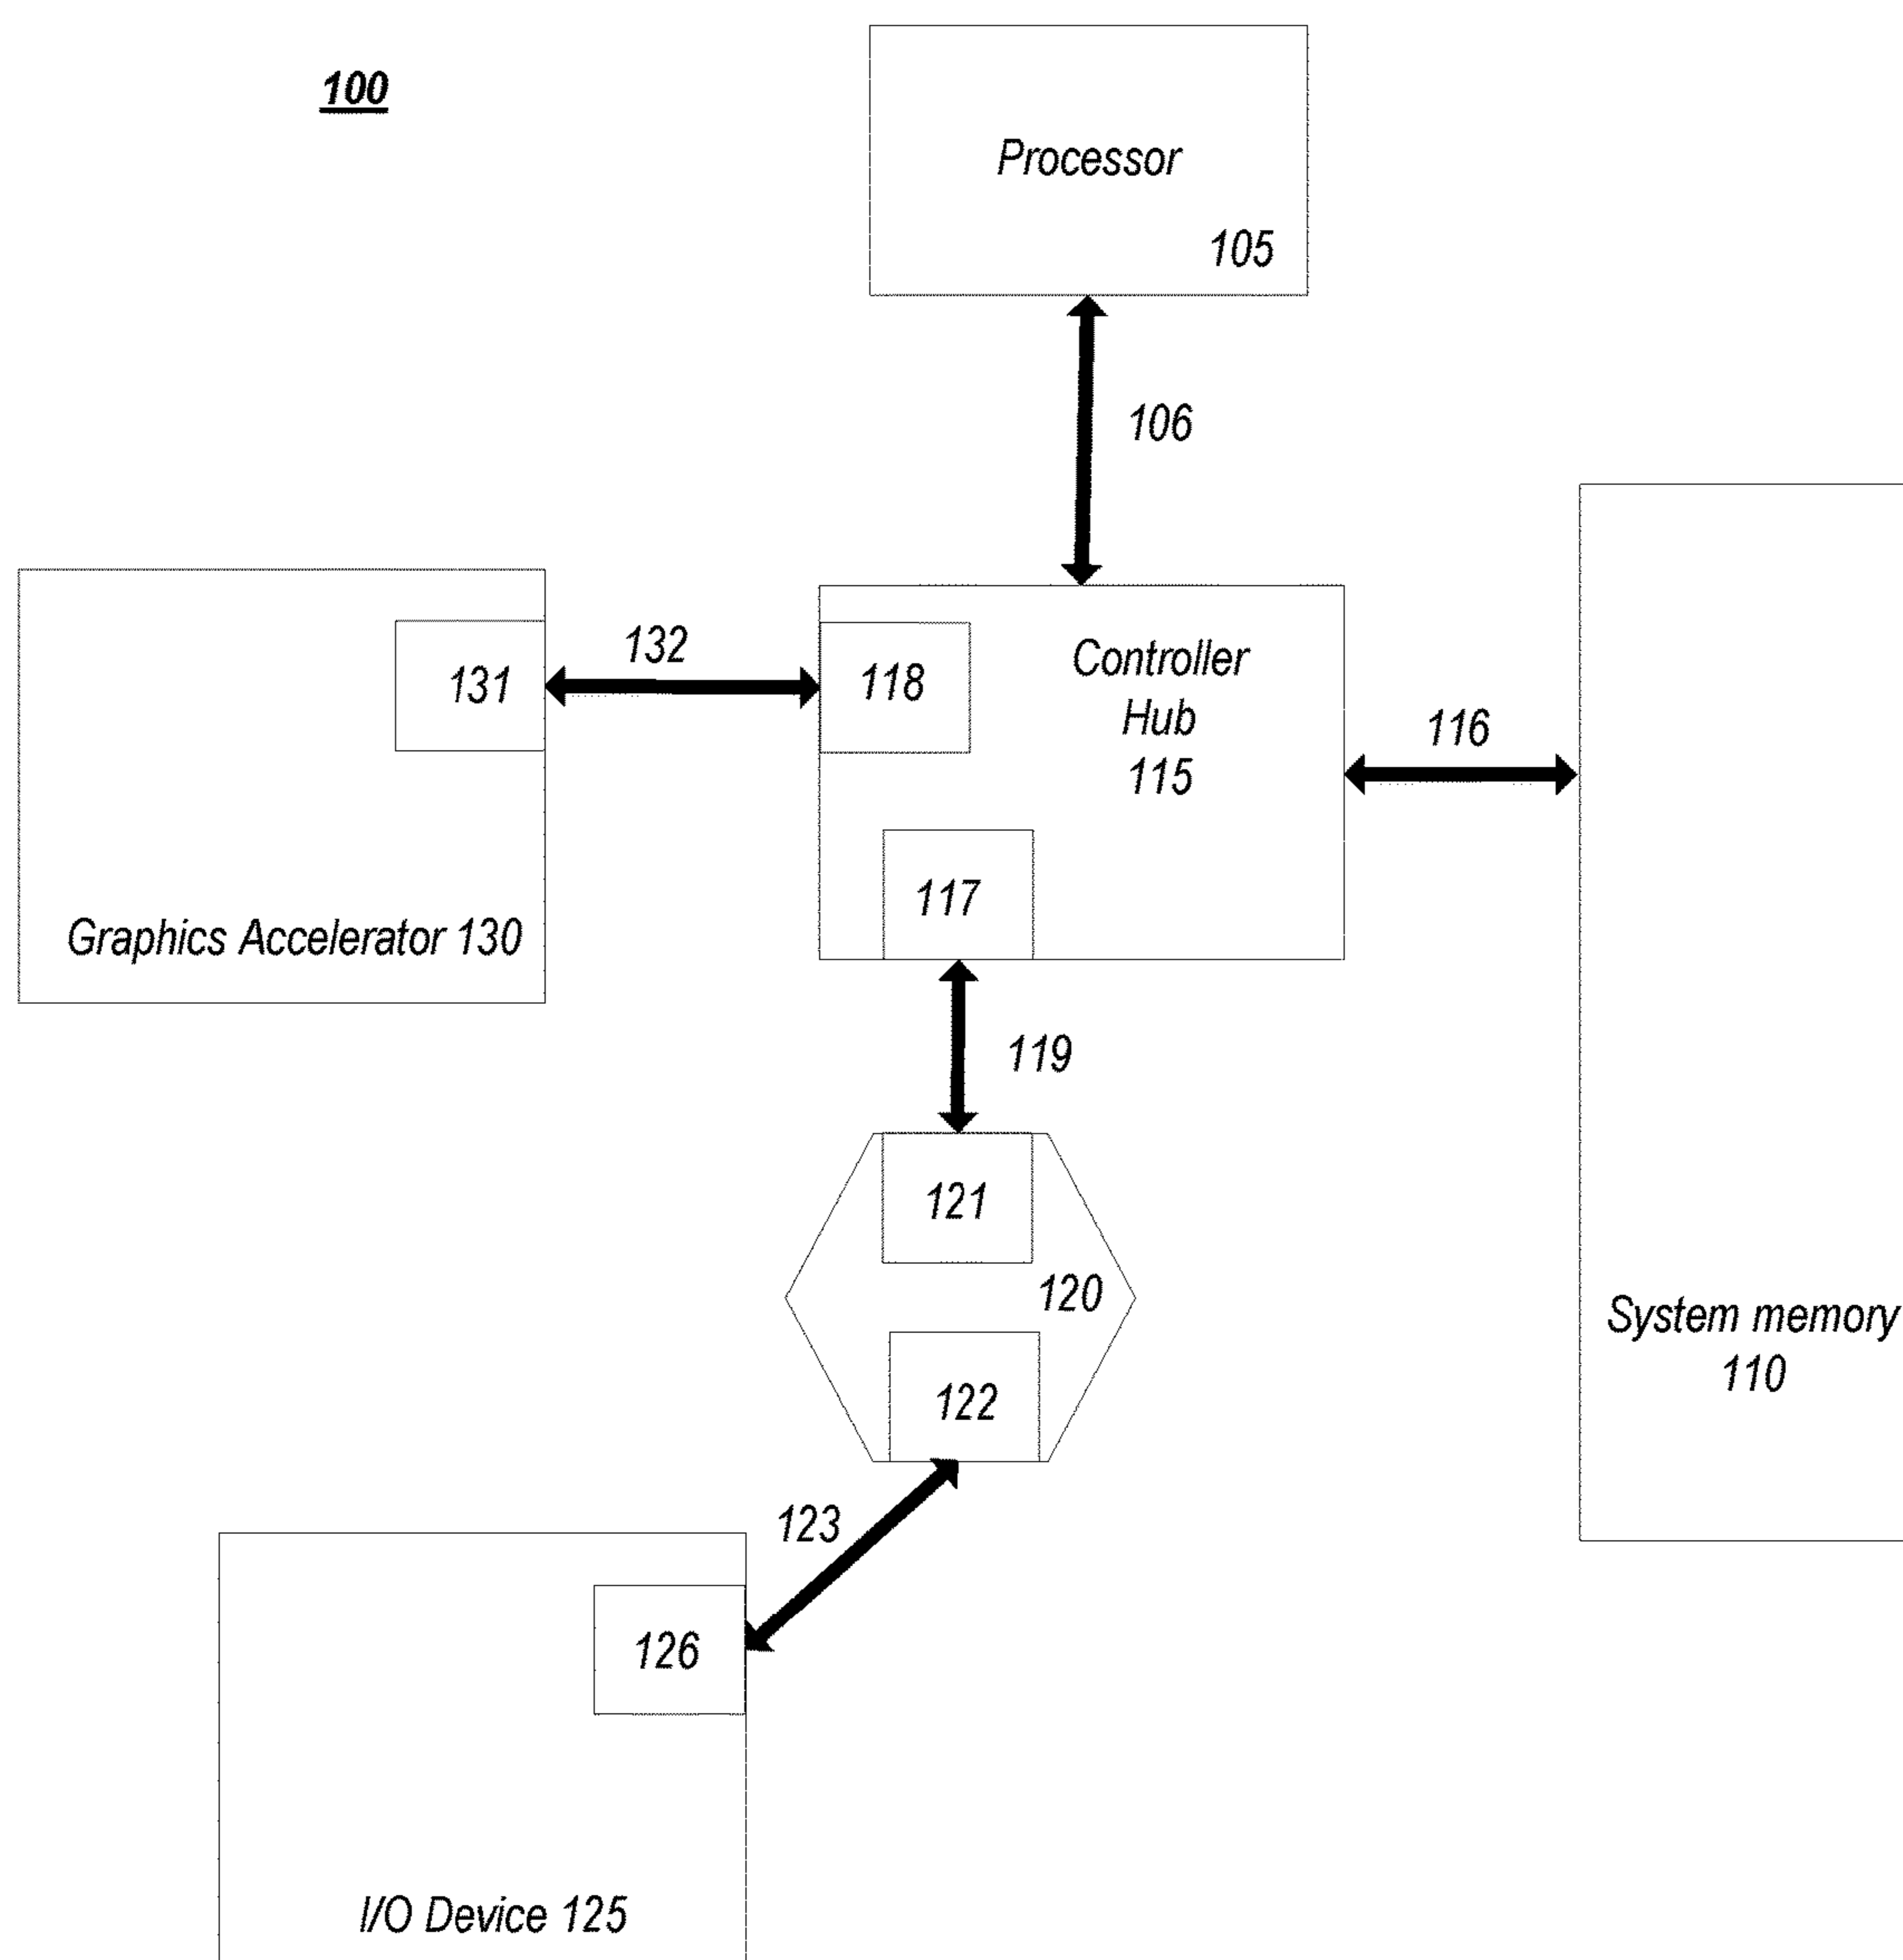 100
Processor
105
106
132
131
118
Controller
Hub
115
116
117
Graphics Accelerator 130
119
121
120
System memory
110
122
123
126
I/O Device 125